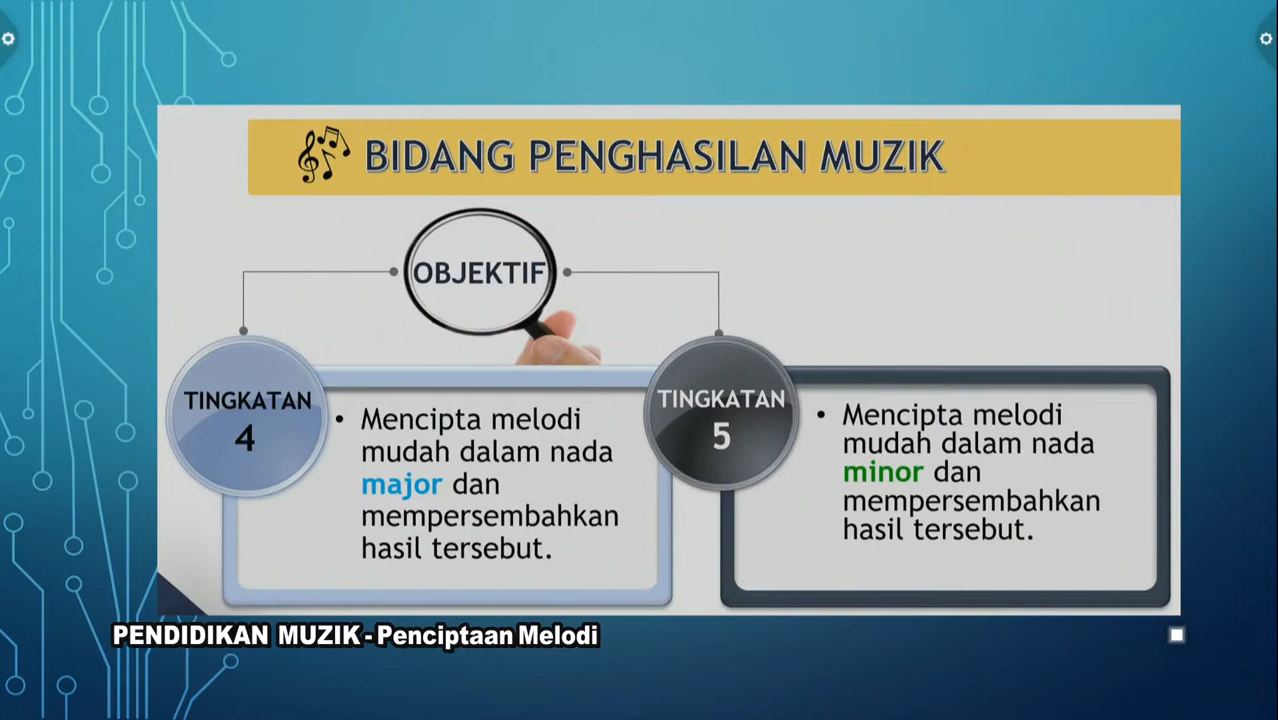 BIDANG PENGHASILAN MUZIK
OBJEKTIF
TINGKATAN
4
• Mencipta melodi
mudah dalam nada
major dan
mempersembahkan
hasil tersebut.
TINGKATAN
5
• Mencipta melodi
mudah dalam nada
minor dan
mempersembahkan
hasil tersebut.
PENDIDIKAN MUZIK - Penciptaan Melodi